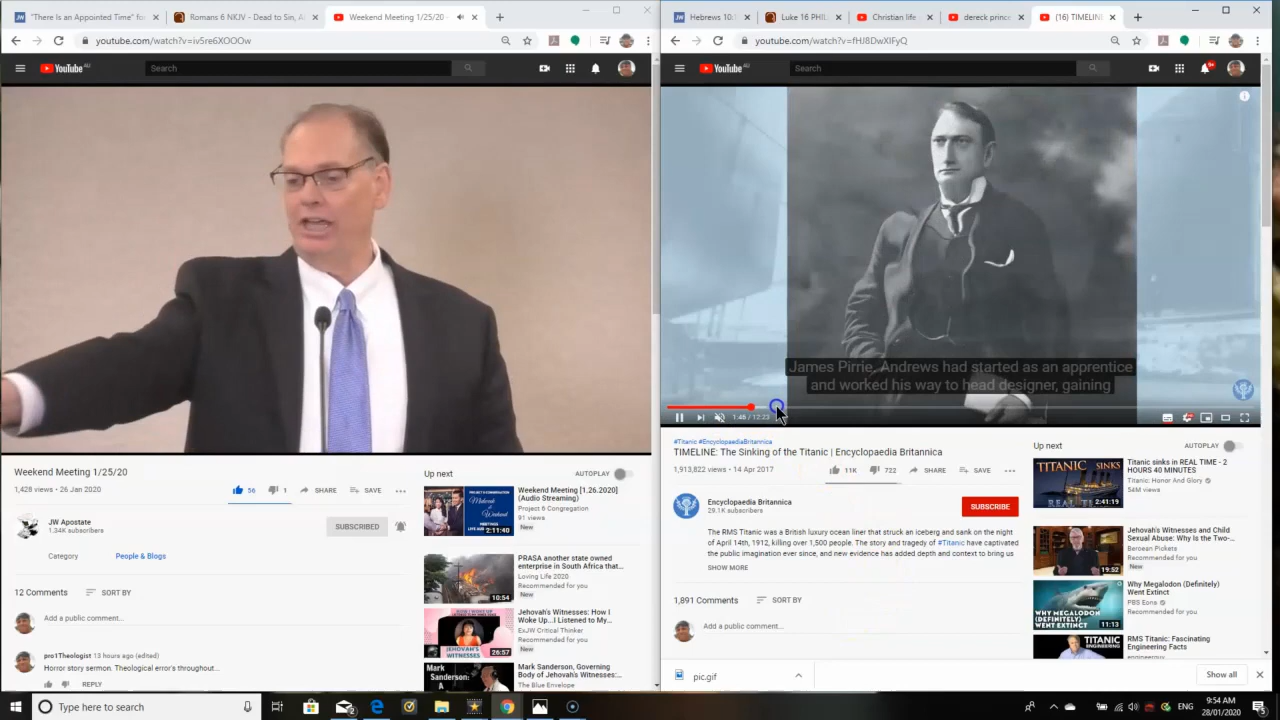 "There Is an Appointed Time" for
Romans 6 NKJV - Dead to Sin, Al
Weekend Meeting 1/25/20 -
youtube.com/watch?v=iv5re6XOOOw
YouTube AU
Search
Weekend Meeting 1/25/20
1,428 views • 26 Jan 2020
56
1
SHARE
SAVE
JW Apostate
1.34K subscribers
SUBSCRIBED
Category
People & Blogs
12 Comments
SORT BY
Add a public comment...
pro1Theologist 13 hours ago (edited)
Horror story sermon. Theological error's throughout...
REPLY
Up next
AUTOPLAY
Weekend Meeting [1.26.2020]
(Audio Streaming)
Project 6 Congregation
91 views
New
2:11:40
PRASA another state owned
enterprise in South Africa that...
Loving Life 2020
Recommended for you
10:54
Jehovah's Witnesses: How I
Woke Up...I Listened to My...
ExJW Critical Thinker
Recommended for you
New
26:57
Mark Sanderson, Governing
Body of Jehovah's Witnesses:...
The Blue Envelope
Mark
Sanderson:
Hebrews 10:
Luke 16 PHIL
Christian life
dereck prince
(16) TIMELINE
youtube.com/watch?v=fHJ8DwXIFyQ
YouTube AU
Search
9+
James Pirrie, Andrews had started as an apprentice
and worked his way to head designer, gaining
1:48 / 12:23
#Titanic #EncyclopaediaBritannica
TIMELINE: The Sinking of the Titanic | Encyclopaedia Britannica
1,913,822 views • 14 Apr 2017
11K
722
SHARE
SAVE
Encyclopaedia Britannica
29.1K subscribers
SUBSCRIBE
The RMS Titanic was a British luxury ocean liner that struck an iceberg and sank on the night
of April 14th, 1912, killing over 1,500 people. The story and tragedy of #Titanic have captivated
the public imagination ever since, and new evidence has added depth and context to bring us
SHOW MORE
1,891 Comments
SORT BY
Add a public comment...
Up next
AUTOPLAY
TITANIC SINKS
2:41:19
Titanic sinks in REAL TIME - 2
HOURS 40 MINUTES
Titanic: Honor And Glory
54M views
Jehovah's Witnesses and Child
Sexual Abuse: Why Is the Two-...
Beroean Pickets
Recommended for you
New
19:52
Why Megalodon (Definitely)
Went Extinct
PBS Eons
Recommended for you
WHY MEGALODON
(DEFINITELY)
WENT EXTINCT
11:13
RMS Titanic: Fascinating
Engineering Facts
TITANIC
ENGINEERING
pic.gif
Show all
Type here to search
ENG
9:54 AM
28/01/2020
5